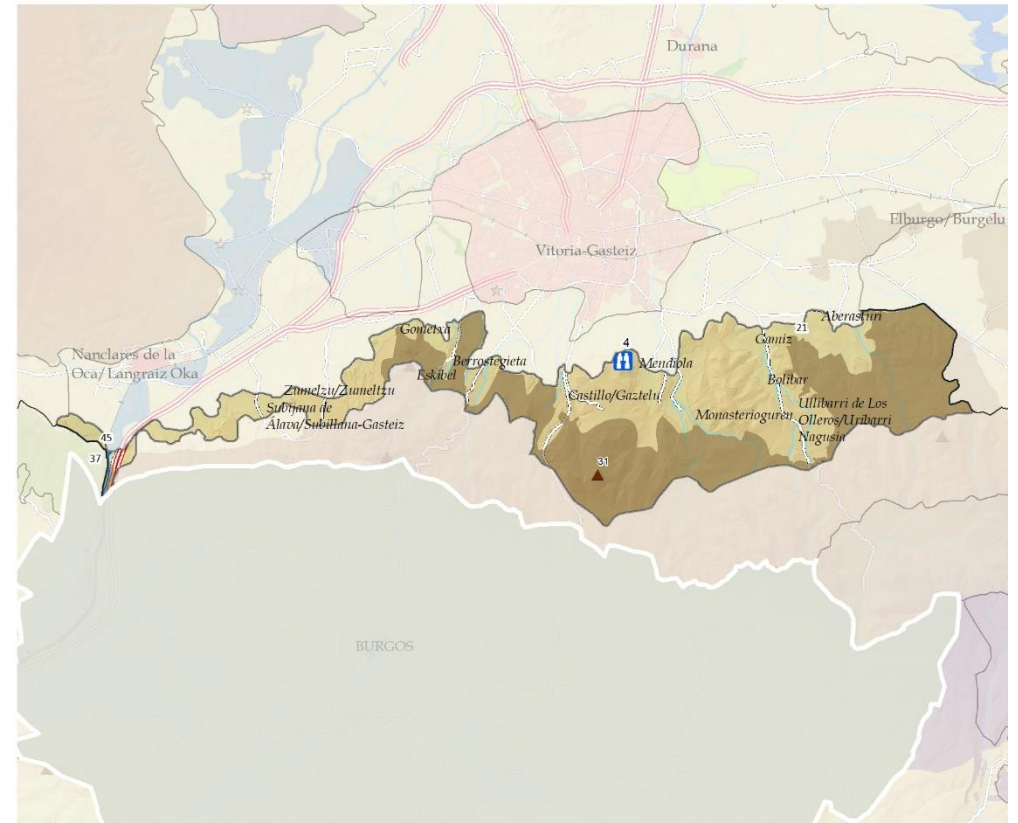 Durana
Elburgo/Burgelu
Vitoria-Gasteiz
Aberasturi
21
Gometxa
Gamiz
4
Nanclares de la
Oca/Langraiz Oka
Berrostegieta
Mendiola
Eskibel
Bolibar
Zumelzu/Zumeltzu
Castillo/Gaztelu
Subijana de
Álava/Subillana-Gasteiz
Monasterioguren
Ullibarri de Los
Olleros/Uribarri
Nagusia
45
37
31
BURGOS